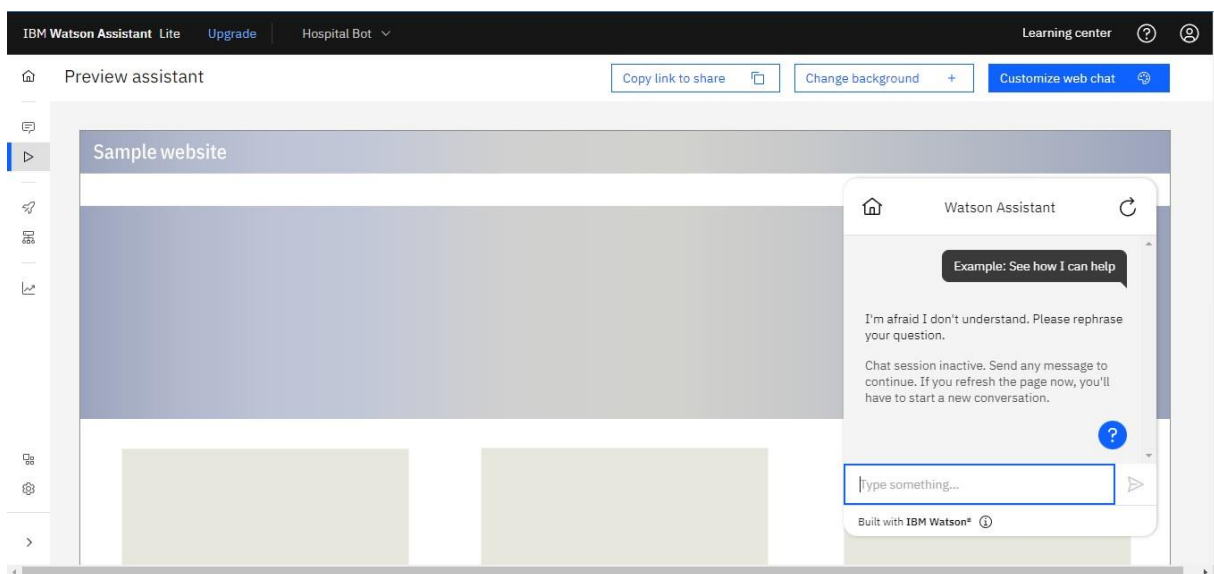 IBM Watson Assistant Lite Upgrade Hospital Bot Learning center
Preview assistant Copy link to share Change background + Customize web chat
Sample website
Watson Assistant
Example: See how I can help
I'm afraid I don't understand. Please rephrase
your question.
Chat session inactive. Send any message to
continue. If you refresh the page now, you'll
have to start a new conversation.
?
Type something...
Built with IBM Watson®